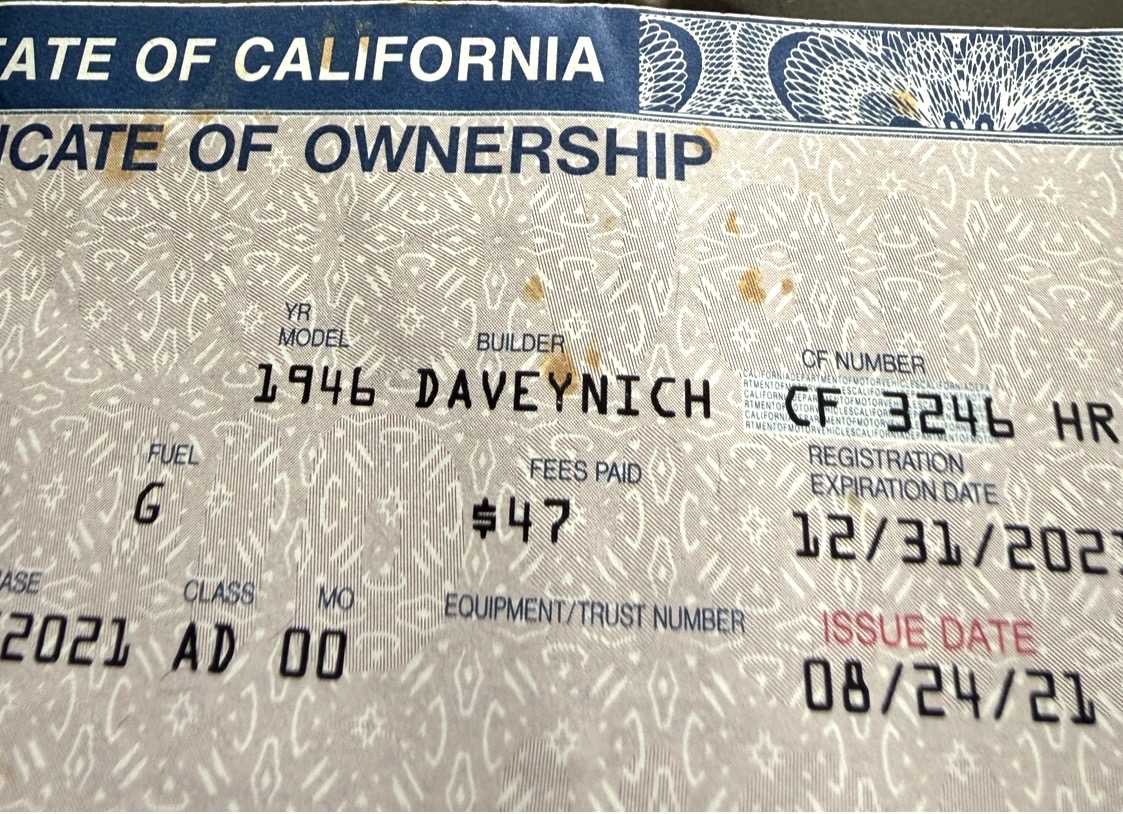 ATE OF CALIFORNIA
ICATE OF OWNERSHIP
YR
MODEL
BUILDER
CF NUMBER
1946 DAVEYNICH CF 3246 HR
FUEL
FEES PAID
REGISTRATION
EXPIRATION DATE
G
$47
12/31/202
ASE
CLASS
MO
EQUIPMENT/TRUST NUMBER
ISSUE DATE
/2021 AD 00
08/24/21